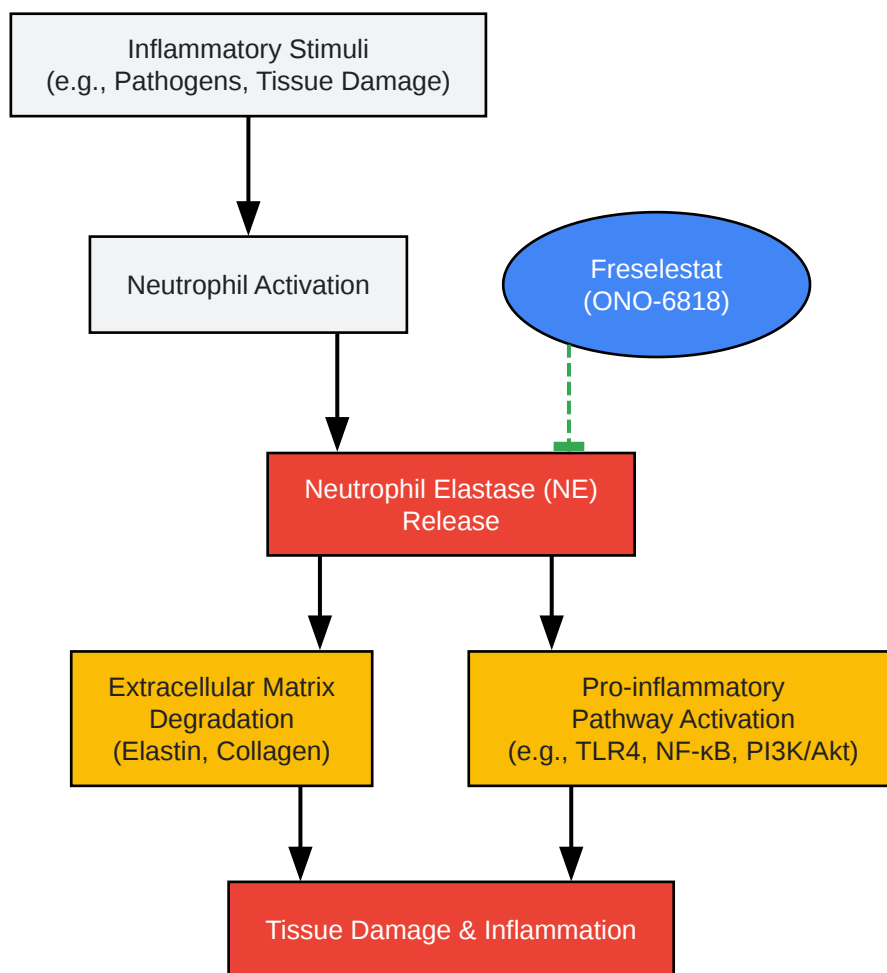 Inflammatory Stimuli
(e.g., Pathogens, Tissue Damage)
Neutrophil Activation
Freselestat
(ONO-6818)
Neutrophil Elastase (NE)
Release
Extracellular Matrix
Degradation
(Elastin, Collagen)
Pro-inflammatory
Pathway Activation
(e.g., TLR4, NF-κB, PI3K/Akt)
Tissue Damage & Inflammation